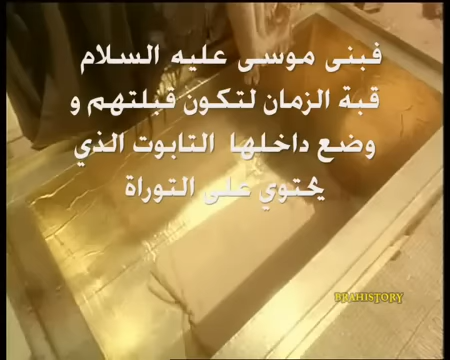 فبنى موسى عليه السلام
قبة الزمان لتكون قبلتهم و
وضع داخلها التابوت الذي
يحتوي على التوراة
BRAHISTORY